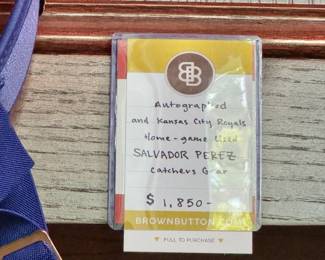 BB
Autographed
and Kansas City Royals
Home-game Used
SALVADOR PEREZ
Catchers Gear
$ 1,850-
BROWNBUTTON.COM
▼ PULL TO PURCHASE ▼